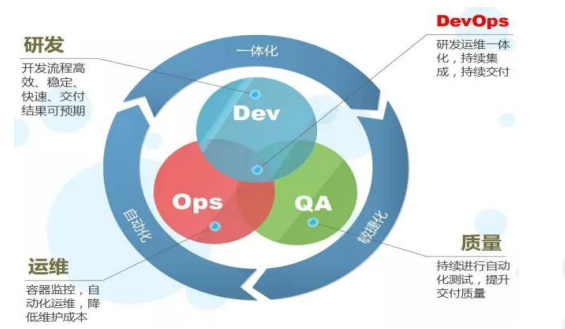 DevOps
研发运维一体
化，持续集
成，持续交付
研发
开发流程高
效、稳定、
快速、交付
结果可预期
一体化
Dev
Ops
QA
自动化
敏捷化
运维
容器监控，自
动化运维，降
低维护成本
质量
持续进行自动
化测试，提升
交付质量